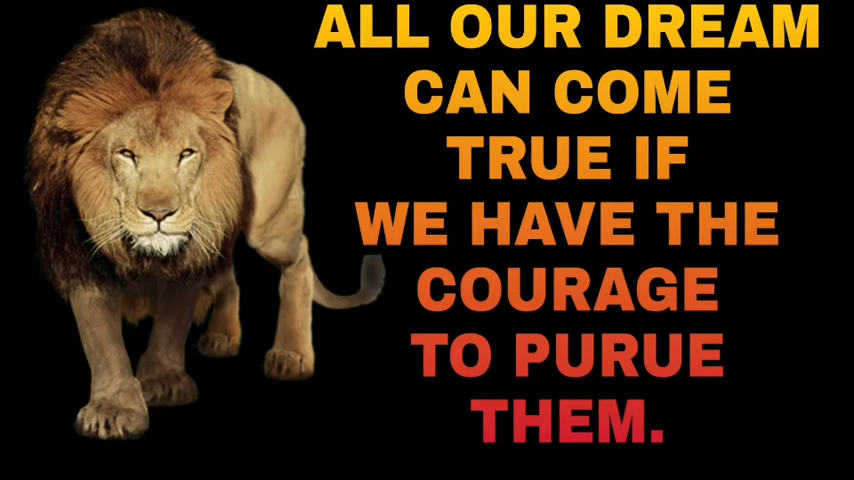 ALL OUR DREAM
CAN COME
TRUE IF
WE HAVE THE
COURAGE
TO PURUE
THEM.